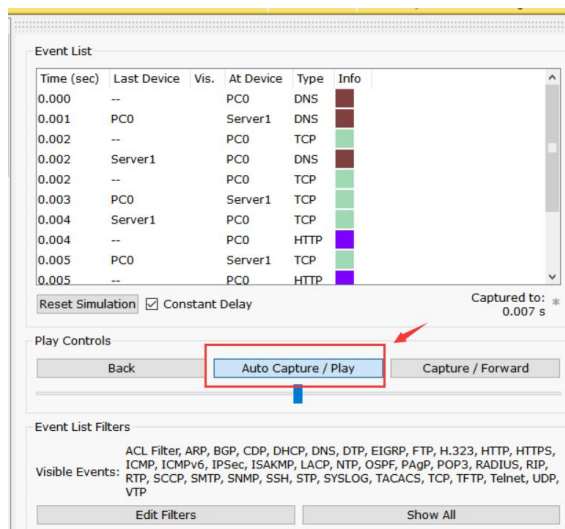 Event List
Time (sec) Last Device Vis. At Device Type Info
0.000 -- PC0 DNS
0.001 PC0 Server1 DNS
0.002 -- PC0 TCP
0.002 Server1 PC0 DNS
0.002 -- PC0 TCP
0.003 PC0 Server1 TCP
0.004 Server1 PC0 TCP
0.004 -- PC0 HTTP
0.005 PC0 Server1 TCP
0.005 -- PC0 HTTP
Reset Simulation Constant Delay Captured to: *
0.007 s
Play Controls
Back Auto Capture / Play Capture / Forward
Event List Filters
Visible Events: ACL Filter, ARP, BGP, CDP, DHCP, DNS, DTP, EIGRP, FTP, H.323, HTTP, HTTPS,
ICMP, ICMPv6, IPSec, ISAKMP, LACP, NTP, OSPF, PAgP, POP3, RADIUS, RIP,
RTP, SCCP, SMTP, SNMP, SSH, STP, SYSLOG, TACACS, TCP, TFTP, Telnet, UDP,
VTP
Edit Filters Show All